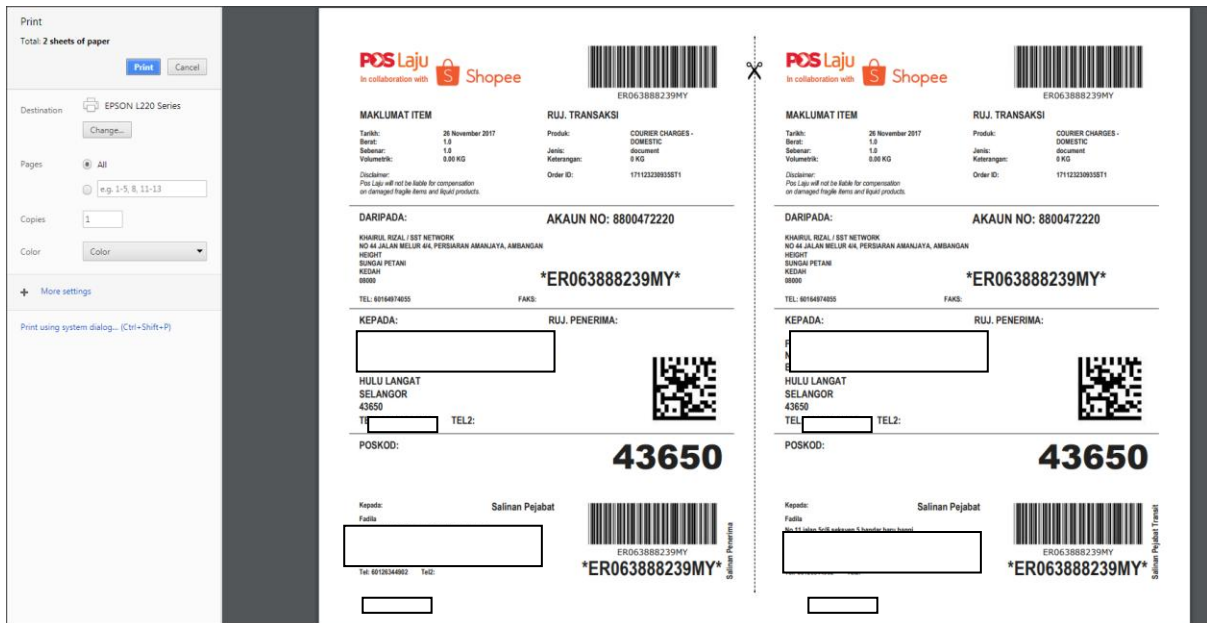 Print
Total: 2 sheets of paper
Print Cancel
Destination EPSON L220 Series
Change...
Pages All
e.g. 1-5, 8, 11-13
Copies 1
Color Color
+ More settings
Print using system dialog... (Ctrl+Shift+P)
POS Laju
In collaboration with S Shopee
ER063888239MY
MAKLUMAT ITEM RUJ. TRANSAKSI
Tarikh: 26 November 2017 Produk: COURIER CHARGES -
Berat: 1.0 DOMESTIC
Sebenar: 1.0 Jenis: document
Volumetrik: 0.00 KG Keterangan: 0 KG
Disclaimer: Order ID: 171123230935ST1
Pos Laju will not be liable for compensation
on damaged fragile items and liquid products.
DARIPADA: AKAUN NO: 8800472220
KHAIRUL RIZAL / SST NETWORK
NO 44 JALAN MELUR 4/4, PERSIARAN AMANJAYA, AMBANGAN
HEIGHT
SUNGAI PETANI
KEDAH
08000
*ER063888239MY*
TEL: 60164974055 FAKS:
KEPADA: RUJ. PENERIMA:
HULU LANGAT
SELANGOR
43650
TEL2:
POSKOD: 43650
Kepada: Salinan Pejabat
Fadila
ER063888239MY
Tel: 60126344902 Tel2: *ER063888239MY*
Salinan Penerima
POS Laju
In collaboration with S Shopee
ER063888239MY
MAKLUMAT ITEM RUJ. TRANSAKSI
Tarikh: 26 November 2017 Produk: COURIER CHARGES -
Berat: 1.0 DOMESTIC
Sebenar: 1.0 Jenis: document
Volumetrik: 0.00 KG Keterangan: 0 KG
Disclaimer: Order ID: 171123230935ST1
Pos Laju will not be liable for compensation
on damaged fragile items and liquid products.
DARIPADA: AKAUN NO: 8800472220
KHAIRUL RIZAL / SST NETWORK
NO 44 JALAN MELUR 4/4, PERSIARAN AMANJAYA, AMBANGAN
HEIGHT
SUNGAI PETANI
KEDAH
08000
*ER063888239MY*
TEL: 60164974055 FAKS:
KEPADA: RUJ. PENERIMA:
HULU LANGAT
SELANGOR
43650
TEL TEL2:
POSKOD: 43650
Kepada: Salinan Pejabat
Fadila
ER063888239MY
*ER063888239MY*
Salinan Pejabat Transit